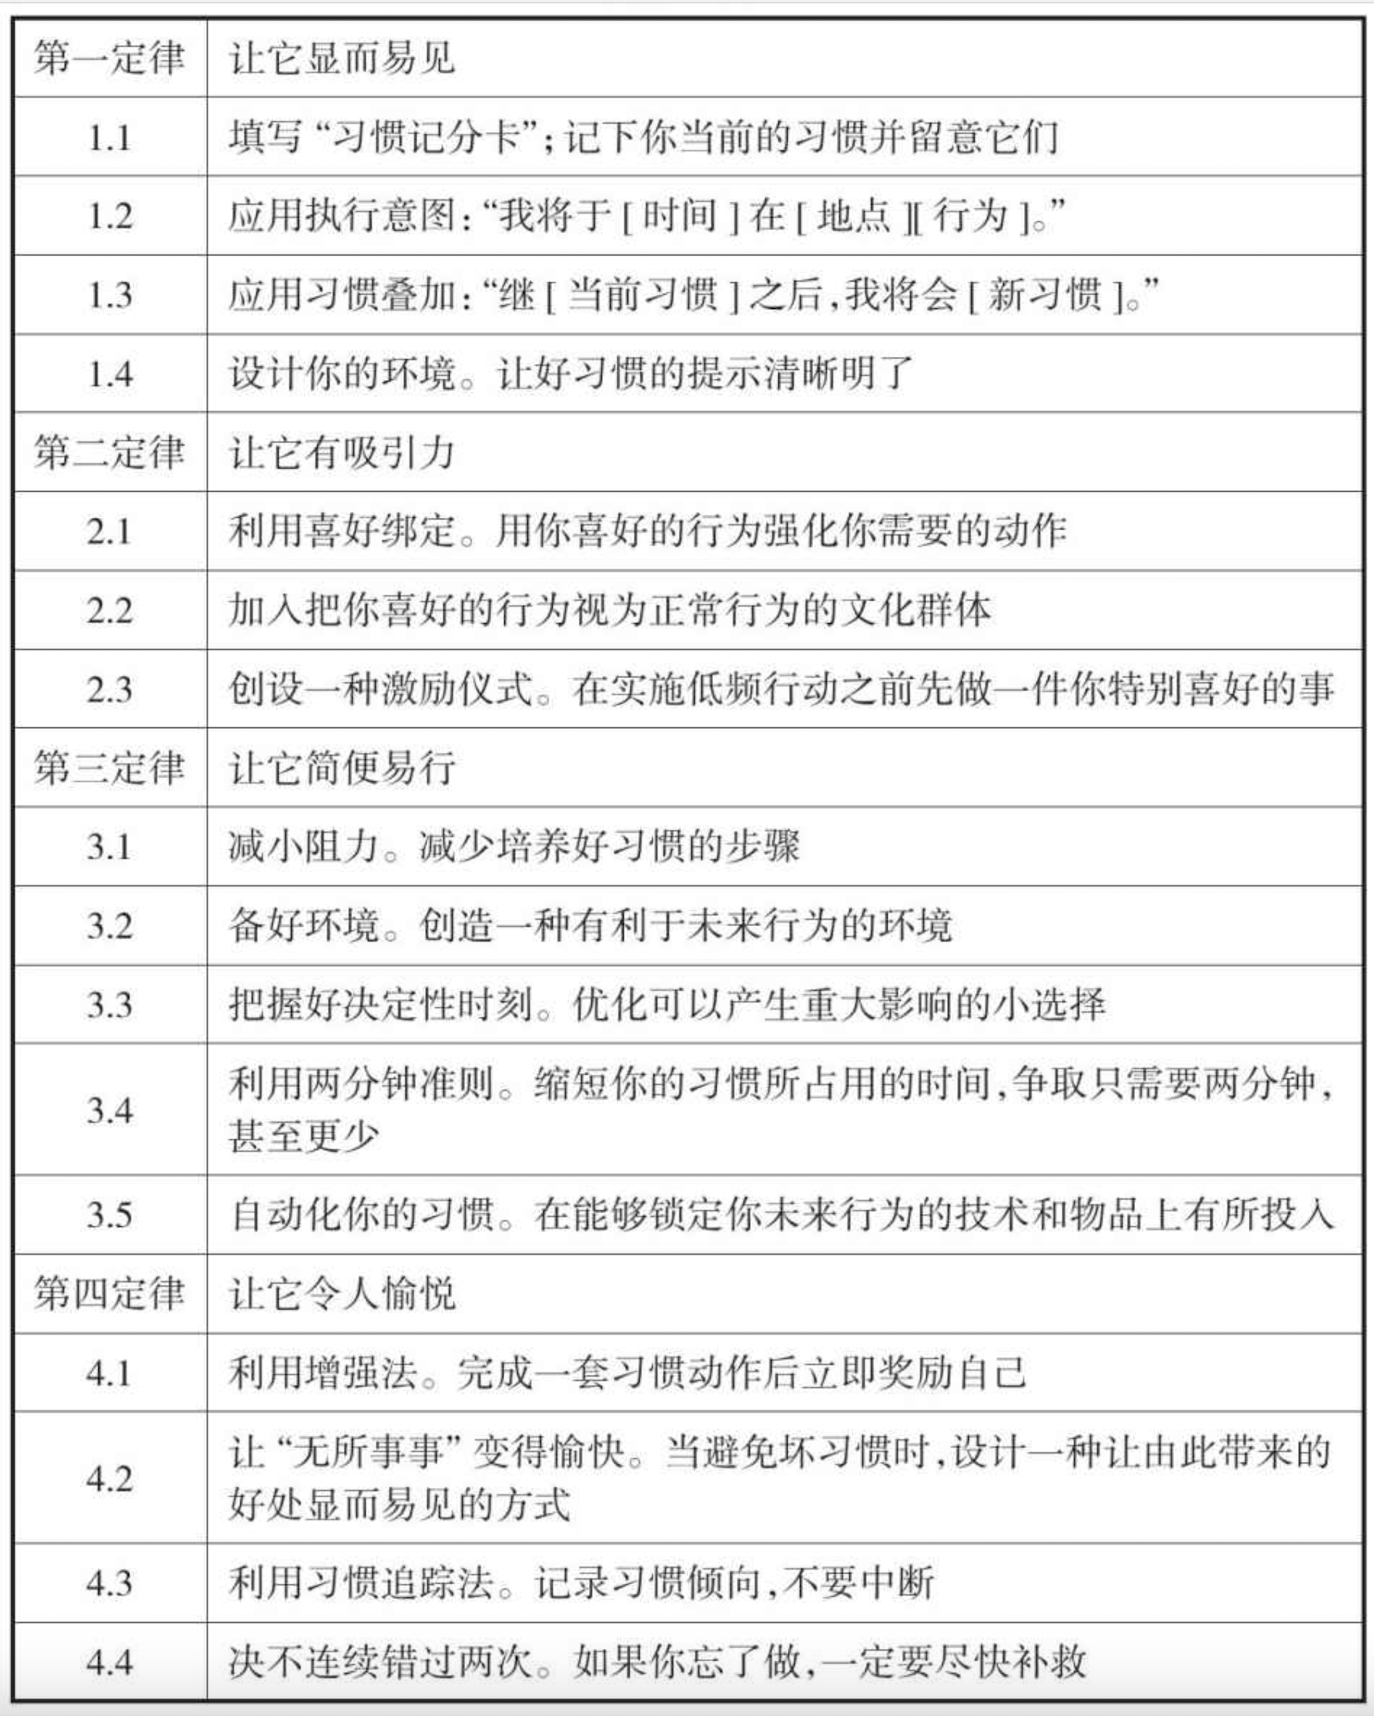 第一定律 让它显而易见
1.1 填写“习惯记分卡”；记下你当前的习惯并留意它们
1.2 应用执行意图：“我将于[时间]在[地点][行为]。”
1.3 应用习惯叠加：“继[当前习惯]之后，我将会[新习惯]。”
1.4 设计你的环境。让好习惯的提示清晰明了
第二定律 让它有吸引力
2.1 利用喜好绑定。用你喜好的行为强化你需要的动作
2.2 加入把你喜好的行为视为正常行为的文化群体
2.3 创设一种激励仪式。在实施低频行动之前先做一件你特别喜好的事
第三定律 让它简便易行
3.1 减小阻力。减少培养好习惯的步骤
3.2 备好环境。创造一种有利于未来行为的环境
3.3 把握好决定性时刻。优化可以产生重大影响的小选择
3.4 利用两分钟准则。缩短你的习惯所占用的时间，争取只需要两分钟，
甚至更少
3.5 自动化你的习惯。在能够锁定你未来行为的技术和物品上有所投入
第四定律 让它令人愉悦
4.1 利用增强法。完成一套习惯动作后立即奖励自己
4.2 让“无所事事”变得愉快。当避免坏习惯时，设计一种让由此带来的
好处显而易见的方式
4.3 利用习惯追踪法。记录习惯倾向，不要中断
4.4 决不连续错过两次。如果你忘了做，一定要尽快补救